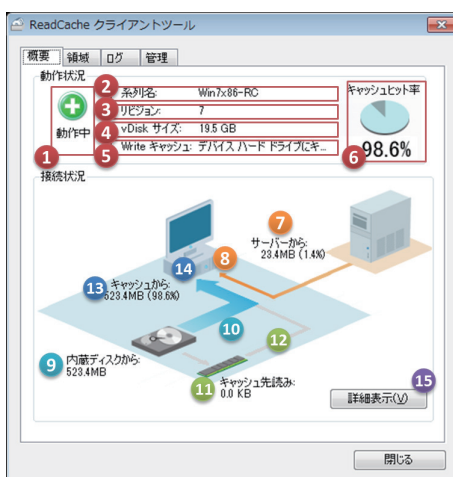 ReadCache クライアントツール
概要 領域 ログ 管理
動作状況
2 系列名: Win7x86-RC
3 リビジョン: 7
4 vDisk サイズ: 19.5 GB
5 Write キャッシュ: デバイス ハード ドライブにキ...
動作中
1
キャッシュヒット率
98.6%
6
接続状況
7
サーバーから:
23.4MB (1.4%)
8
14
13 キャッシュから:
523.4MB (98.6%)
10
12
9 内蔵ディスクから:
523.4MB
11 キャッシュ先読み:
0.0 KB
15
詳細表示(V)
閉じる